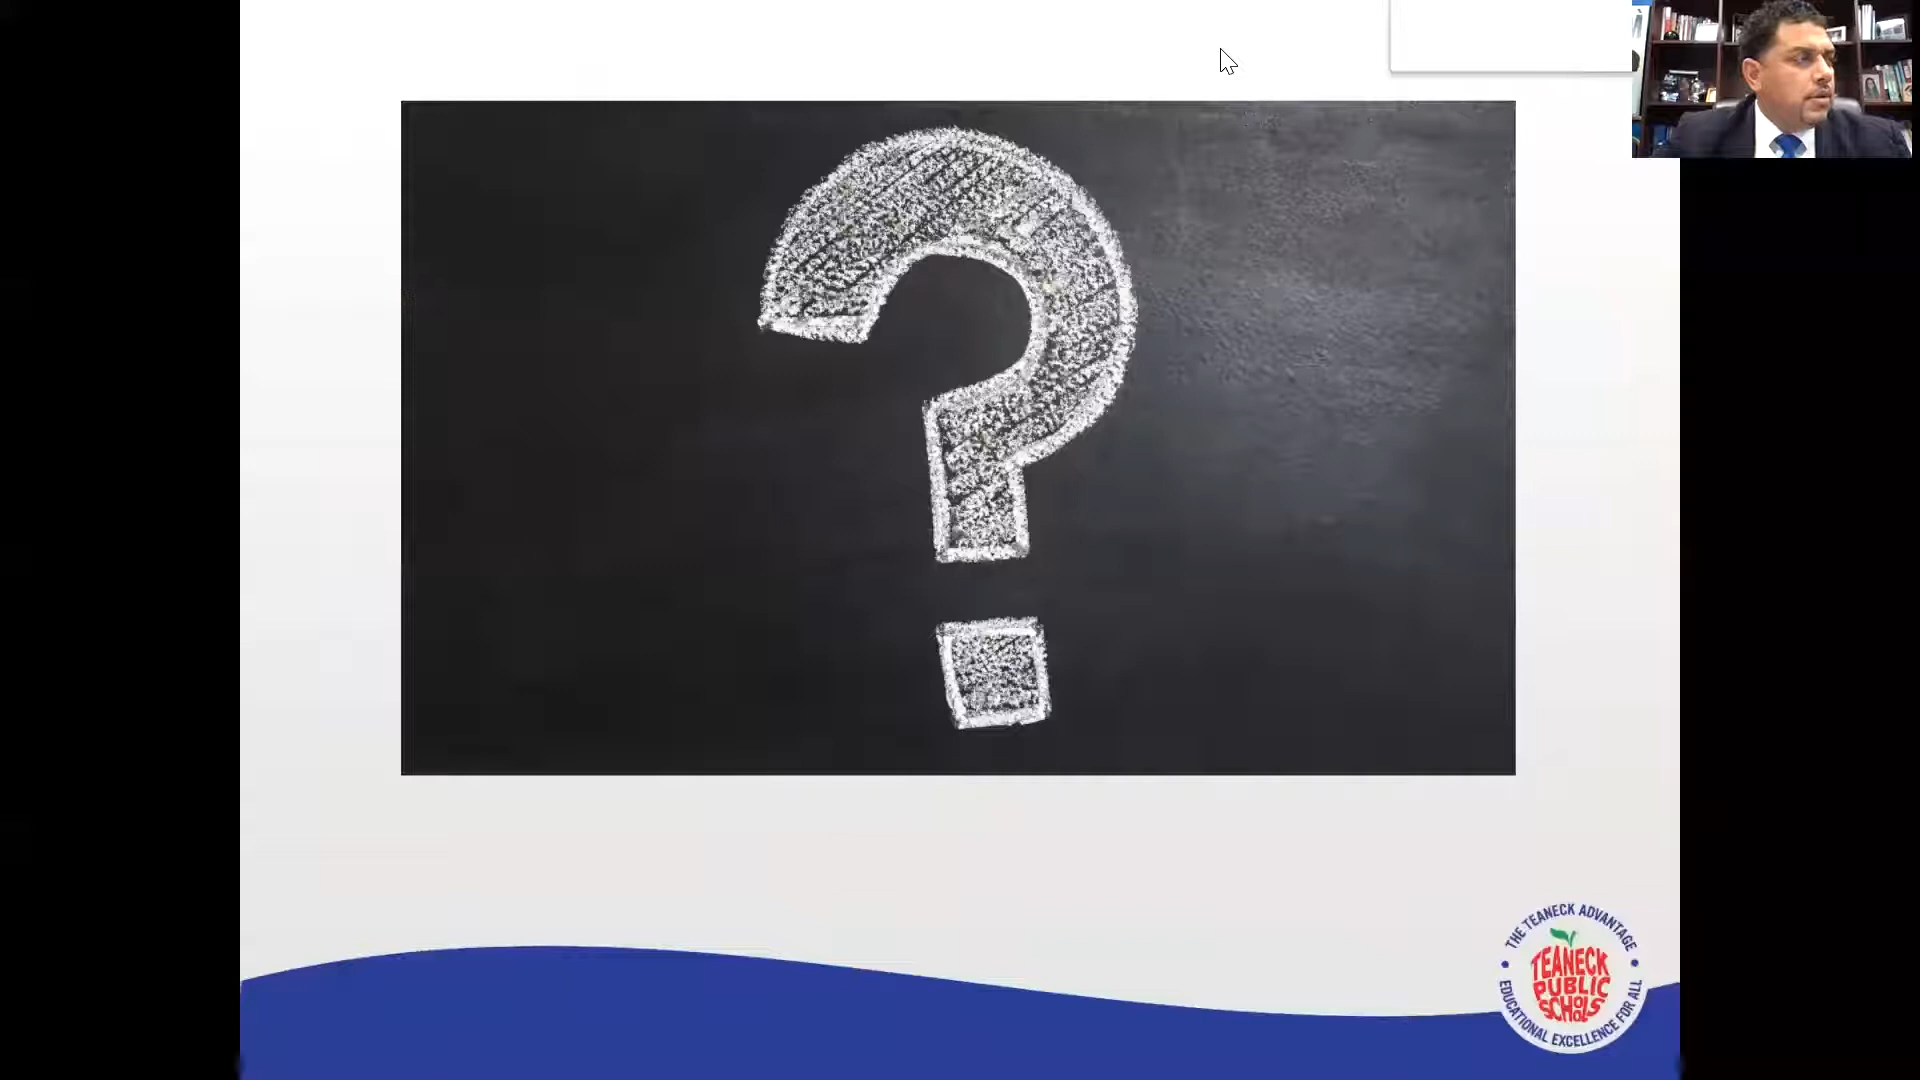 ?
THE TEANECK ADVANTAGE
TEANECK
PUBLIC
SCHOOLS
EDUCATIONAL EXCELLENCE FOR ALL